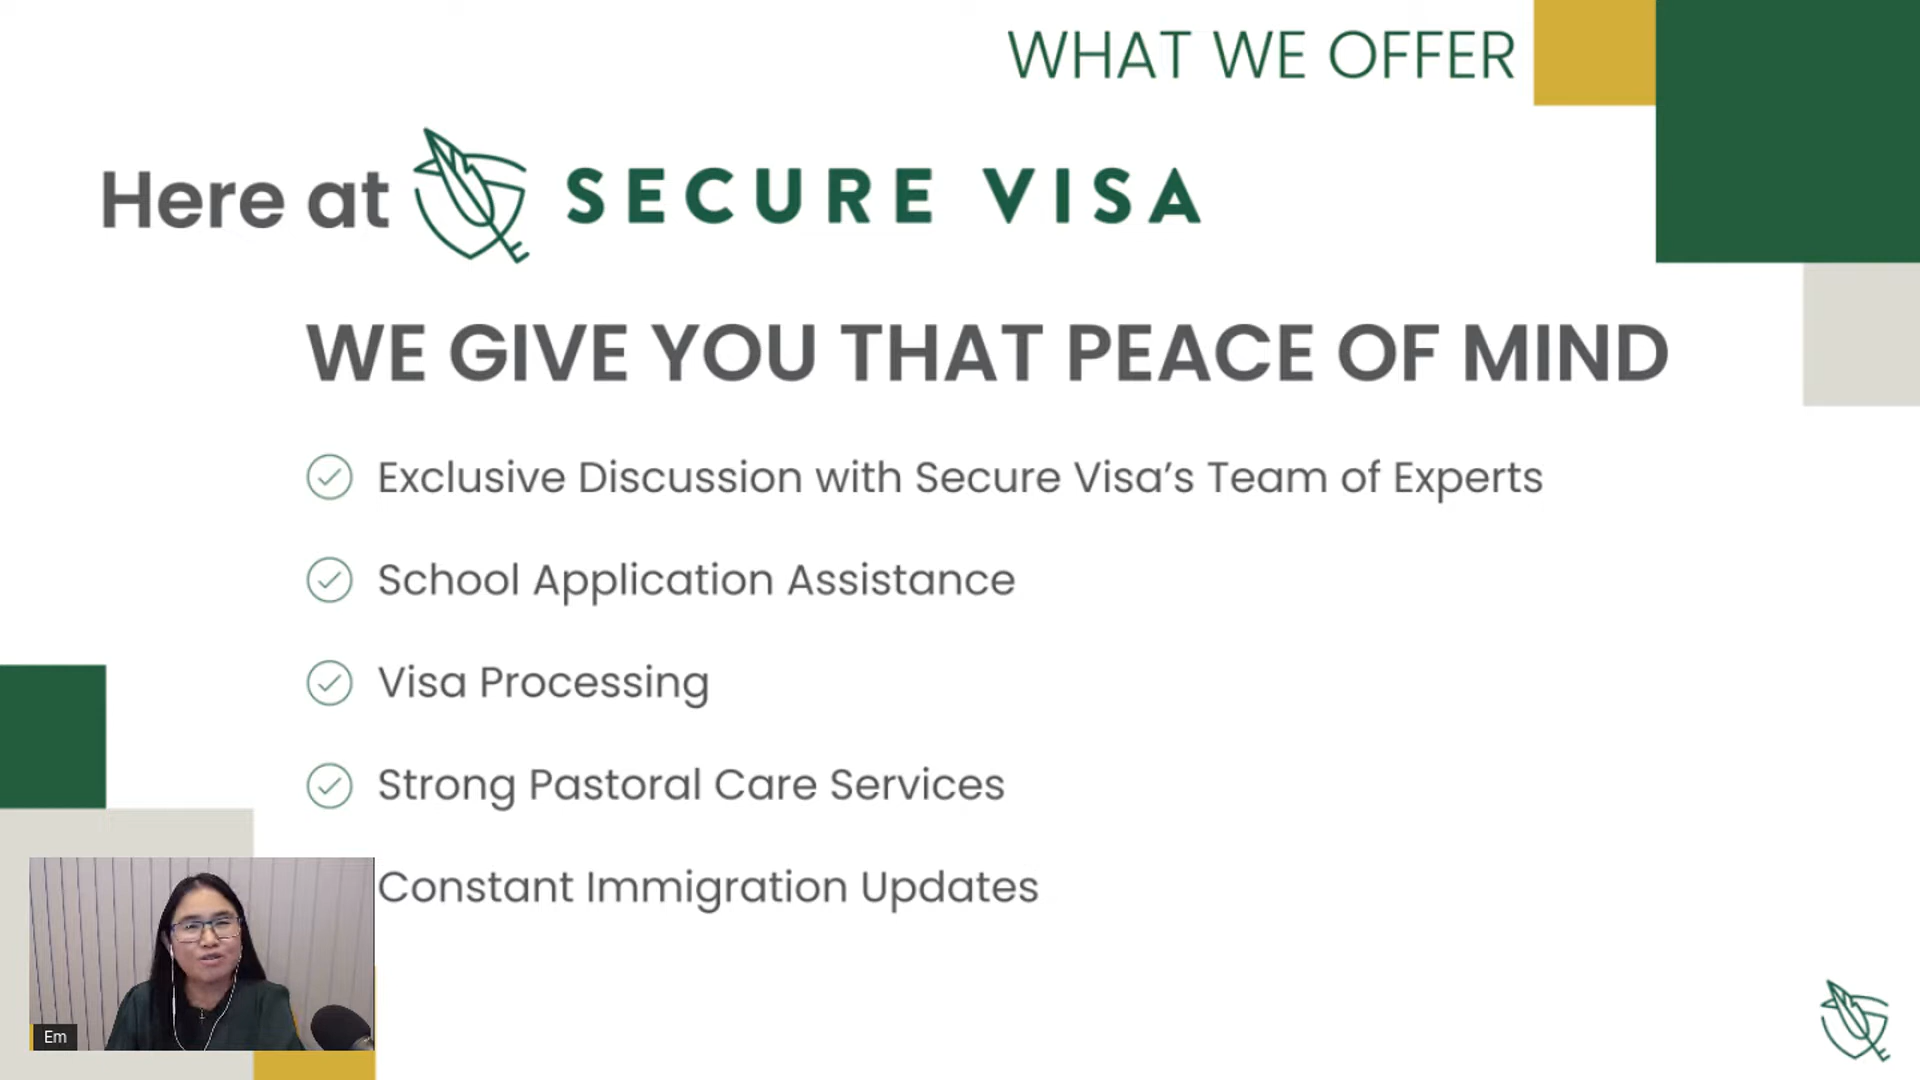 WHAT WE OFFER
Here at SECURE VISA
WE GIVE YOU THAT PEACE OF MIND
Exclusive Discussion with Secure Visa’s Team of Experts
School Application Assistance
Visa Processing
Strong Pastoral Care Services
Constant Immigration Updates
Em